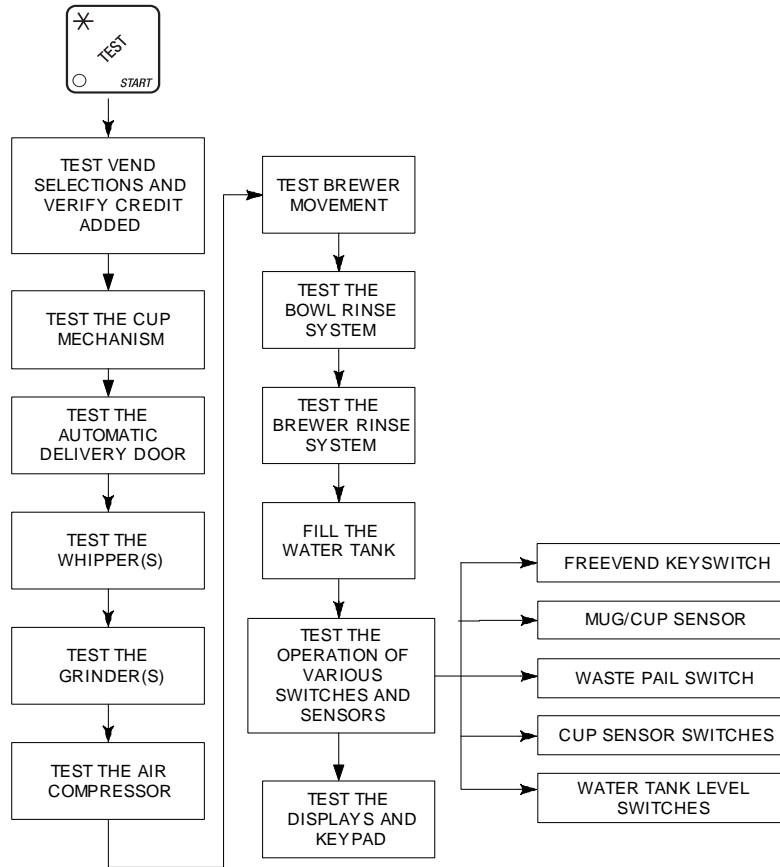 TEST
START
TEST VEND
SELECTIONS AND
VERIFY CREDIT
ADDED
TEST THE CUP
MECHANISM
TEST THE
AUTOMATIC
DELIVERY DOOR
TEST THE
WHIPPER(S)
TEST THE
GRINDER(S)
TEST THE AIR
COMPRESSOR
TEST BREWER
MOVEMENT
TEST THE
BOWL RINSE
SYSTEM
TEST THE
BREWER RINSE
SYSTEM
FILL THE
WATER TANK
TEST THE
OPERATION OF
VARIOUS
SWITCHES AND
SENSORS
TEST THE
DISPLAYS AND
KEYPAD
FREEVEND KEYSWITCH
MUG/CUP SENSOR
WASTE PAIL SWITCH
CUP SENSOR SWITCHES
WATER TANK LEVEL
SWITCHES